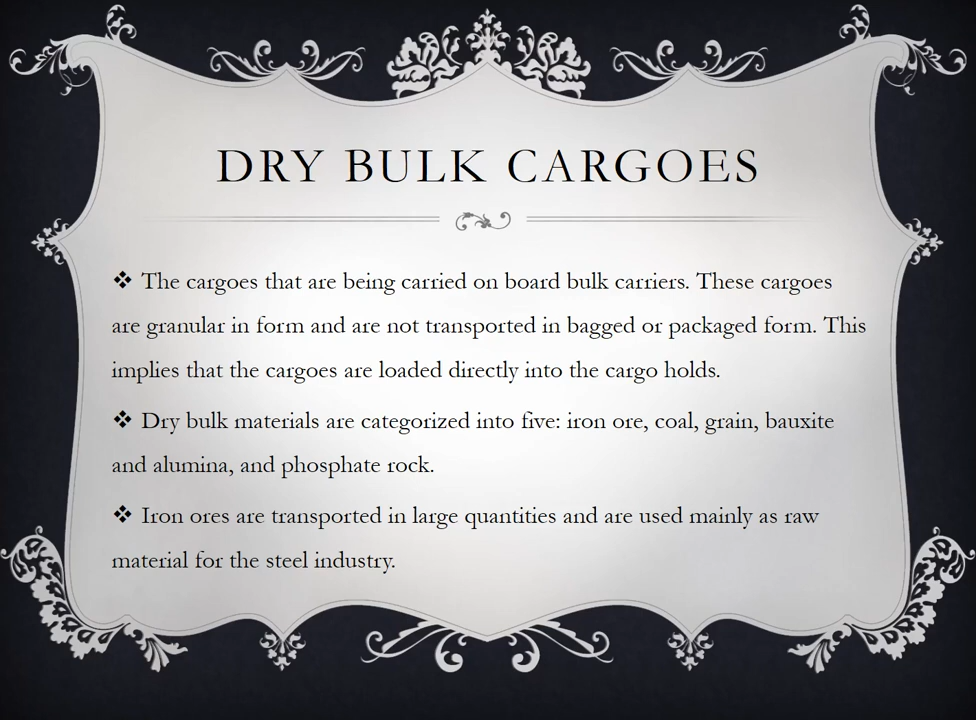 DRY BULK CARGOES
❖ The cargoes that are being carried on board bulk carriers. These cargoes
are granular in form and are not transported in bagged or packaged form. This
implies that the cargoes are loaded directly into the cargo holds.
❖ Dry bulk materials are categorized into five: iron ore, coal, grain, bauxite
and alumina, and phosphate rock.
❖ Iron ores are transported in large quantities and are used mainly as raw
material for the steel industry.